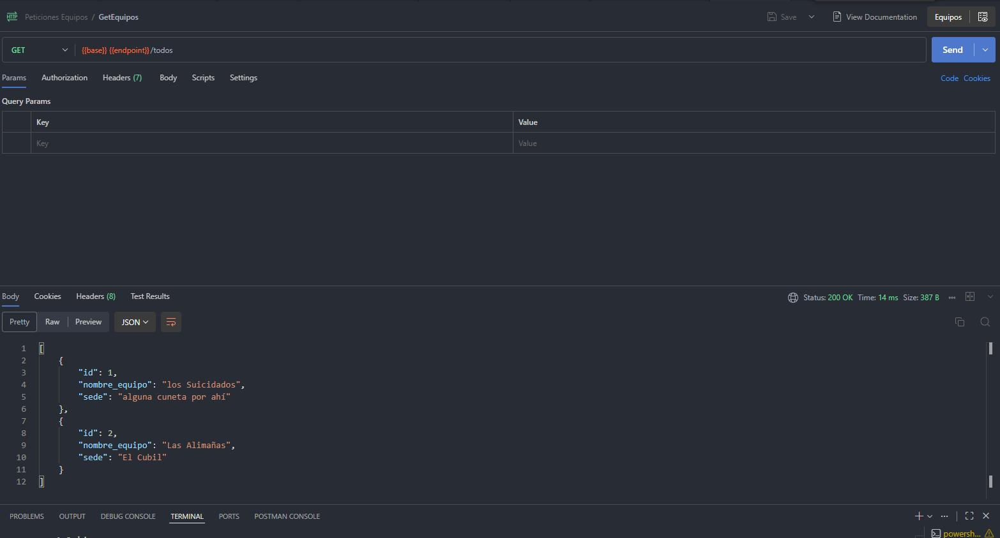 HTTP Peticiones Equipos / GetEquipos Save View Documentation Equipos
GET {{base}} {{endpoint}}/todos Send
Params Authorization Headers (7) Body Scripts Settings Code Cookies
Query Params
Key Value
Key Value
Body Cookies Headers (8) Test Results Status: 200 OK Time: 14 ms Size: 387 B
Pretty Raw Preview JSON
1 [
2 {
3 "id": 1,
4 "nombre_equipo": "los Suicidados",
5 "sede": "alguna cuneta por ahí"
6 },
7 {
8 "id": 2,
9 "nombre_equipo": "Las Alimañas",
10 "sede": "El Cubil"
11 }
12 ]
PROBLEMS OUTPUT DEBUG CONSOLE TERMINAL PORTS POSTMAN CONSOLE
powersh...